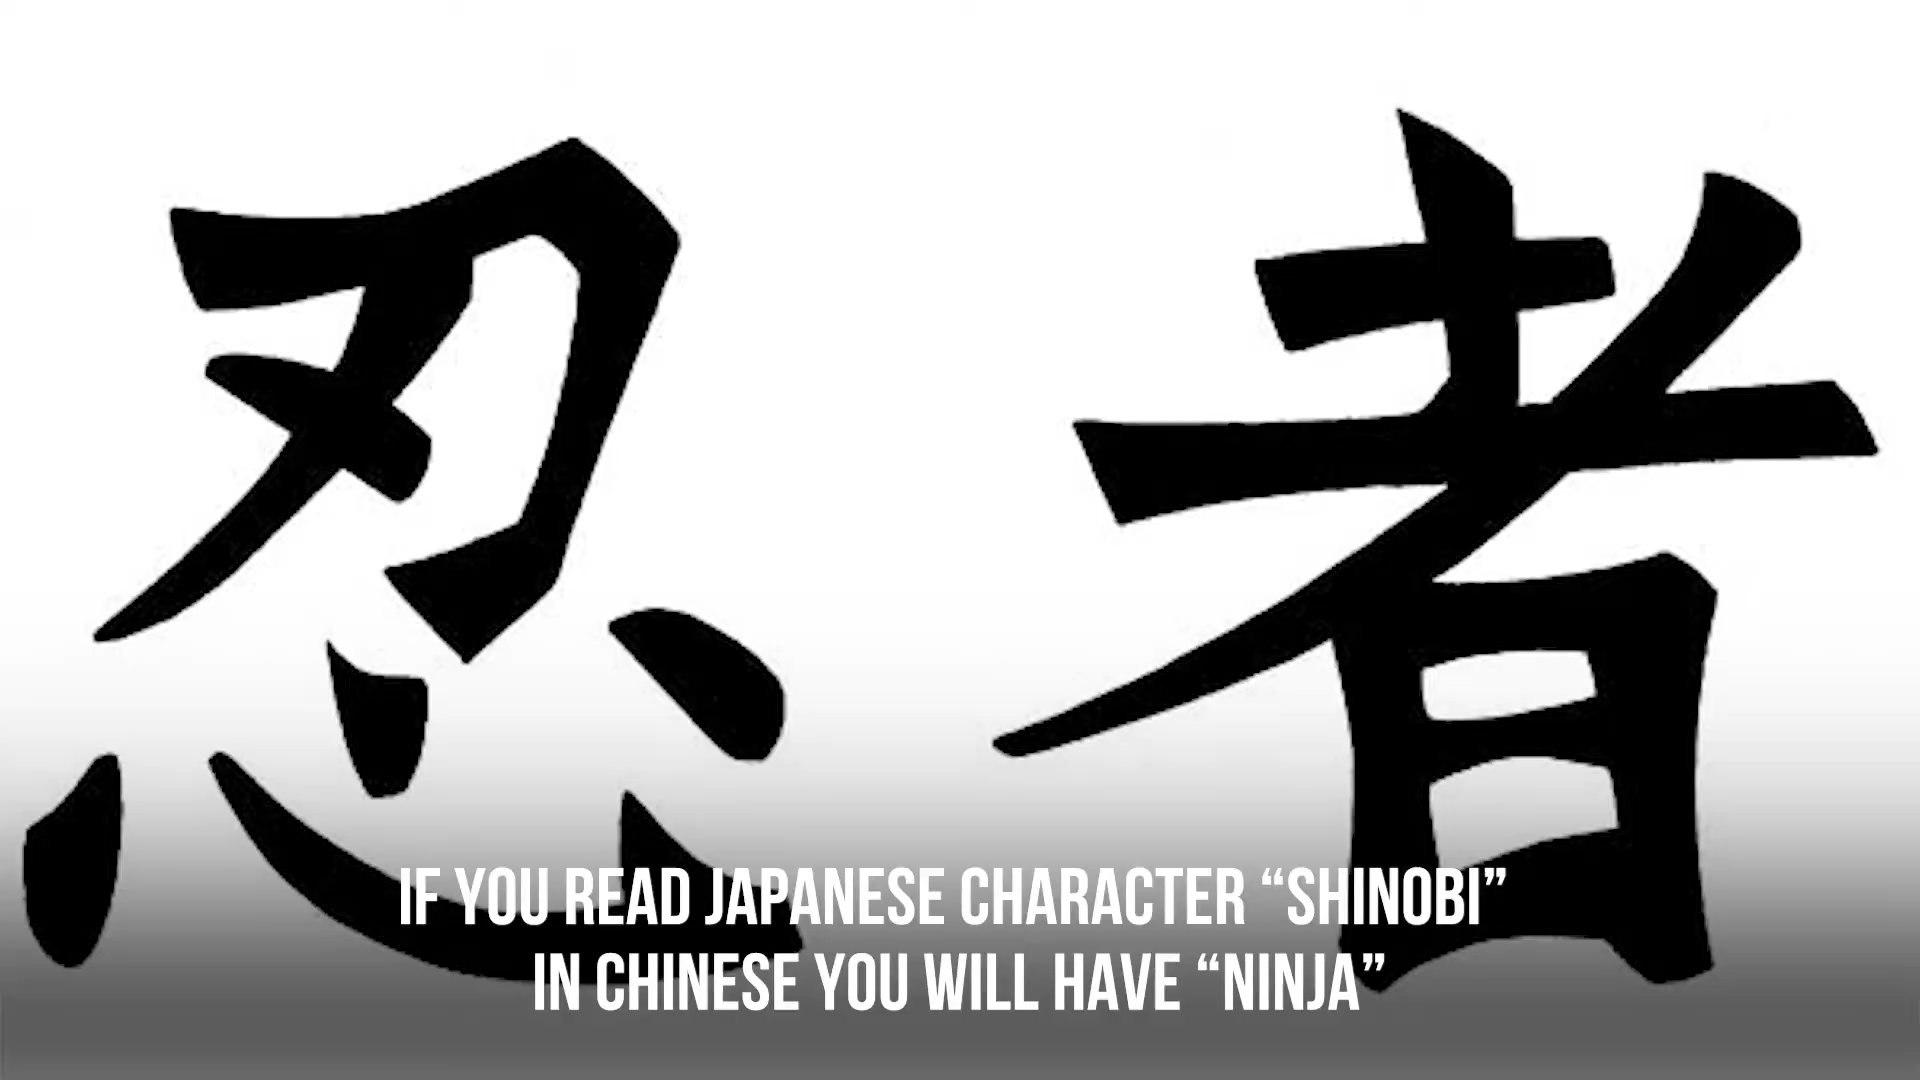 忍者
IF YOU READ JAPANESE CHARACTER “SHINOBI”
IN CHINESE YOU WILL HAVE “NINJA”